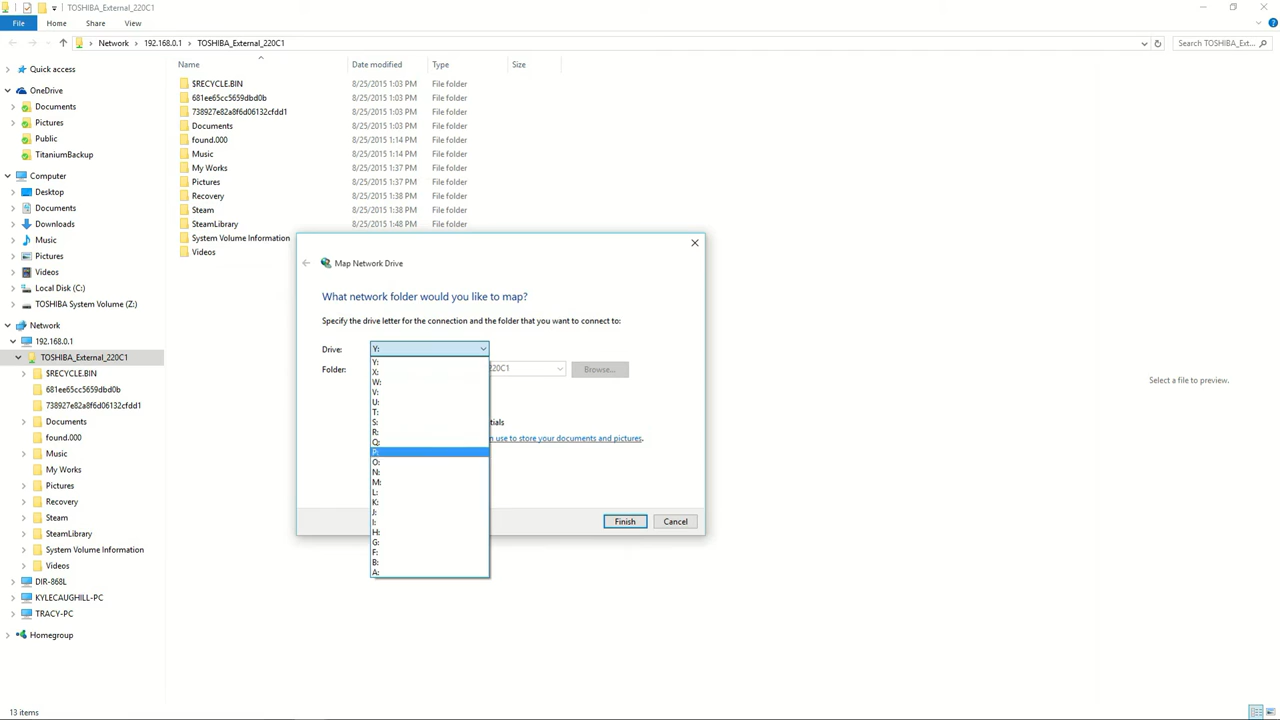 TOSHIBA_External_220C1
File Home Share View
Network 192.168.0.1 TOSHIBA_External_220C1
Search TOSHIBA_Ext...
Name Date modified Type Size
$RECYCLE.BIN 8/25/2015 1:03 PM File folder
681ee65cc5659dbd0b 8/25/2015 1:03 PM File folder
738927e82a8f6d06132cfdd1 8/25/2015 1:03 PM File folder
Documents 8/25/2015 1:03 PM File folder
found.000 8/25/2015 1:14 PM File folder
Music 8/25/2015 1:14 PM File folder
My Works 8/25/2015 1:37 PM File folder
Pictures 8/25/2015 1:37 PM File folder
Recovery 8/25/2015 1:38 PM File folder
Steam 8/25/2015 1:38 PM File folder
SteamLibrary 8/25/2015 1:48 PM File folder
System Volume Information
Videos
Quick access
OneDrive
Documents
Pictures
Public
TitaniumBackup
Computer
Desktop
Documents
Downloads
Music
Pictures
Videos
Local Disk (C:)
TOSHIBA System Volume (Z:)
Network
192.168.0.1
TOSHIBA_External_220C1
$RECYCLE.BIN
681ee65cc5659dbd0b
738927e82a8f6d06132cfdd1
Documents
found.000
Music
My Works
Pictures
Recovery
Steam
SteamLibrary
System Volume Information
Videos
DIR-868L
KYLECAUGHILL-PC
TRACY-PC
Homegroup
Map Network Drive
What network folder would you like to map?
Specify the drive letter for the connection and the folder that you want to connect to:
Drive: Y:
Folder: 220C1 Browse...
Y:
X:
W:
V:
U:
T:
S:
R:
Q:
P:
O:
N:
M:
L:
K:
J:
I:
H:
G:
F:
B:
A:
ntials
n use to store your documents and pictures.
Finish Cancel
Select a file to preview.
13 items